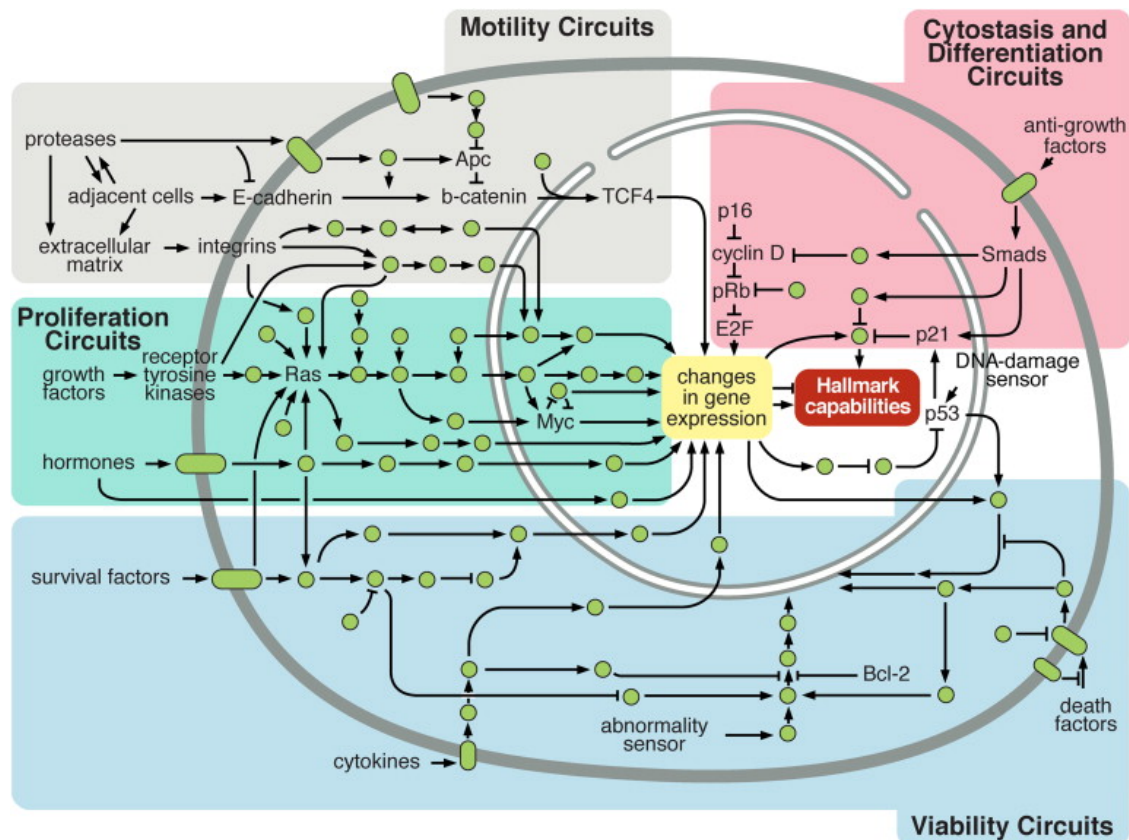 Motility Circuits
Cytostasis and
Differentiation
Circuits
proteases
Apc
anti-growth
factors
adjacent cells
E-cadherin
b-catenin
TCF4
p16
extracellular
matrix
integrins
cyclin D
Smads
pRb
Proliferation
Circuits
E2F
p21
growth
factors
receptor
tyrosine
kinases
Ras
Myc
changes
in gene
expression
Hallmark
capabilities
DNA-damage
sensor
p53
hormones
survival factors
Bcl-2
abnormality
sensor
death
factors
cytokines
Viability Circuits